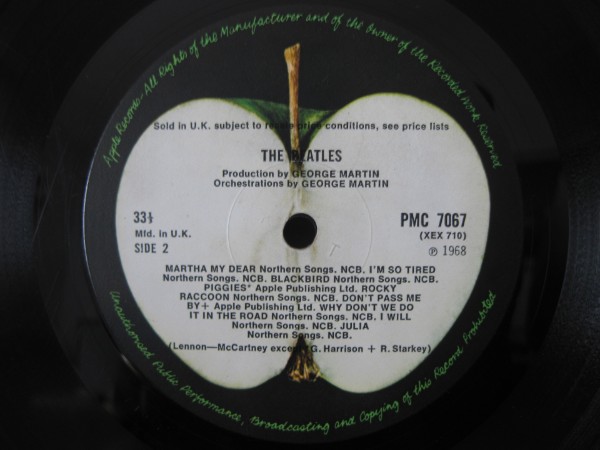 Apple Records-All Rights of the Manufacturer and of the Owner of the Recorded Work Reserved
Sold in U.K. subject to resale price conditions, see price lists
THE BEATLES
Production by GEORGE MARTIN
Orchestrations by GEORGE MARTIN
33⅓
Mfd. in U.K.
SIDE 2
PMC 7067
(XEX 710)
℗ 1968
MARTHA MY DEAR Northern Songs. NCB. I'M SO TIRED
Northern Songs. NCB. BLACKBIRD Northern Songs. NCB.
PIGGIES* Apple Publishing Ltd. ROCKY
RACCOON Northern Songs. NCB. DON'T PASS ME
BY+ Apple Publishing Ltd. WHY DON'T WE DO
IT IN THE ROAD Northern Songs. NCB. I WILL
Northern Songs. NCB. JULIA
Northern Songs. NCB.
(Lennon—McCartney except *G. Harrison + R. Starkey)
Unauthorised Public Performance, Broadcasting and Copying of this Record Prohibited